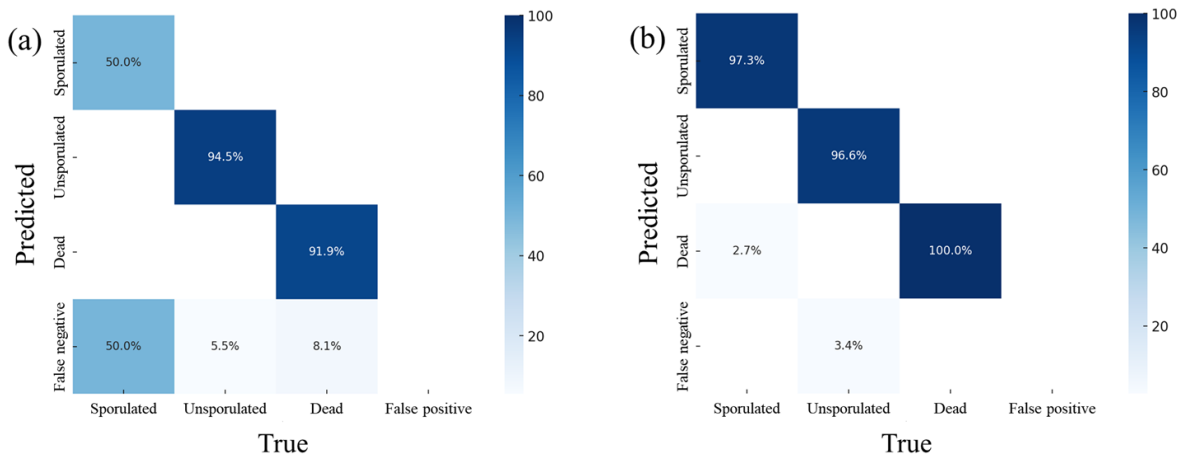 (a)
Predicted
Sporulated
Unsporulated
Dead
False negative
50.0%
94.5%
91.9%
50.0%
5.5%
8.1%
Sporulated
Unsporulated
Dead
False positive
True
100
80
60
40
20
(b)
Predicted
Sporulated
Unsporulated
Dead
False negative
97.3%
96.6%
2.7%
100.0%
3.4%
Sporulated
Unsporulated
Dead
False positive
True
100
80
60
40
20